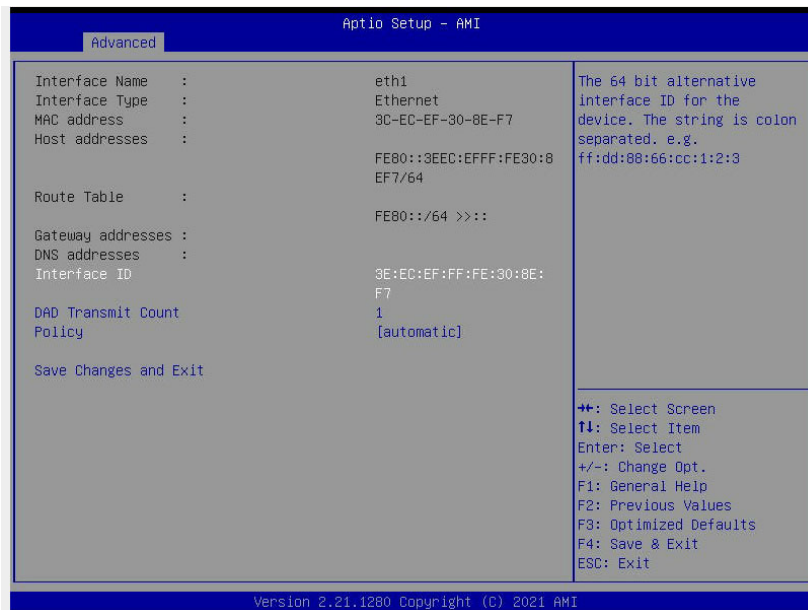 Aptio Setup – AMI
Advanced
Interface Name : eth1
Interface Type : Ethernet
MAC address : 3C-EC-EF-30-8E-F7
Host addresses :
FE80::3EEC:EFFF:FE30:8
EF7/64
Route Table :
FE80::/64 >>::
Gateway addresses :
DNS addresses :
Interface ID 3E:EC:EF:FF:FE:30:8E:
F7
DAD Transmit Count 1
Policy [automatic]
Save Changes and Exit
The 64 bit alternative
interface ID for the
device. The string is colon
separated. e.g.
ff:dd:88:66:cc:1:2:3
→←: Select Screen
↑↓: Select Item
Enter: Select
+/-: Change Opt.
F1: General Help
F2: Previous Values
F3: Optimized Defaults
F4: Save & Exit
ESC: Exit
Version 2.21.1280 Copyright (C) 2021 AMI